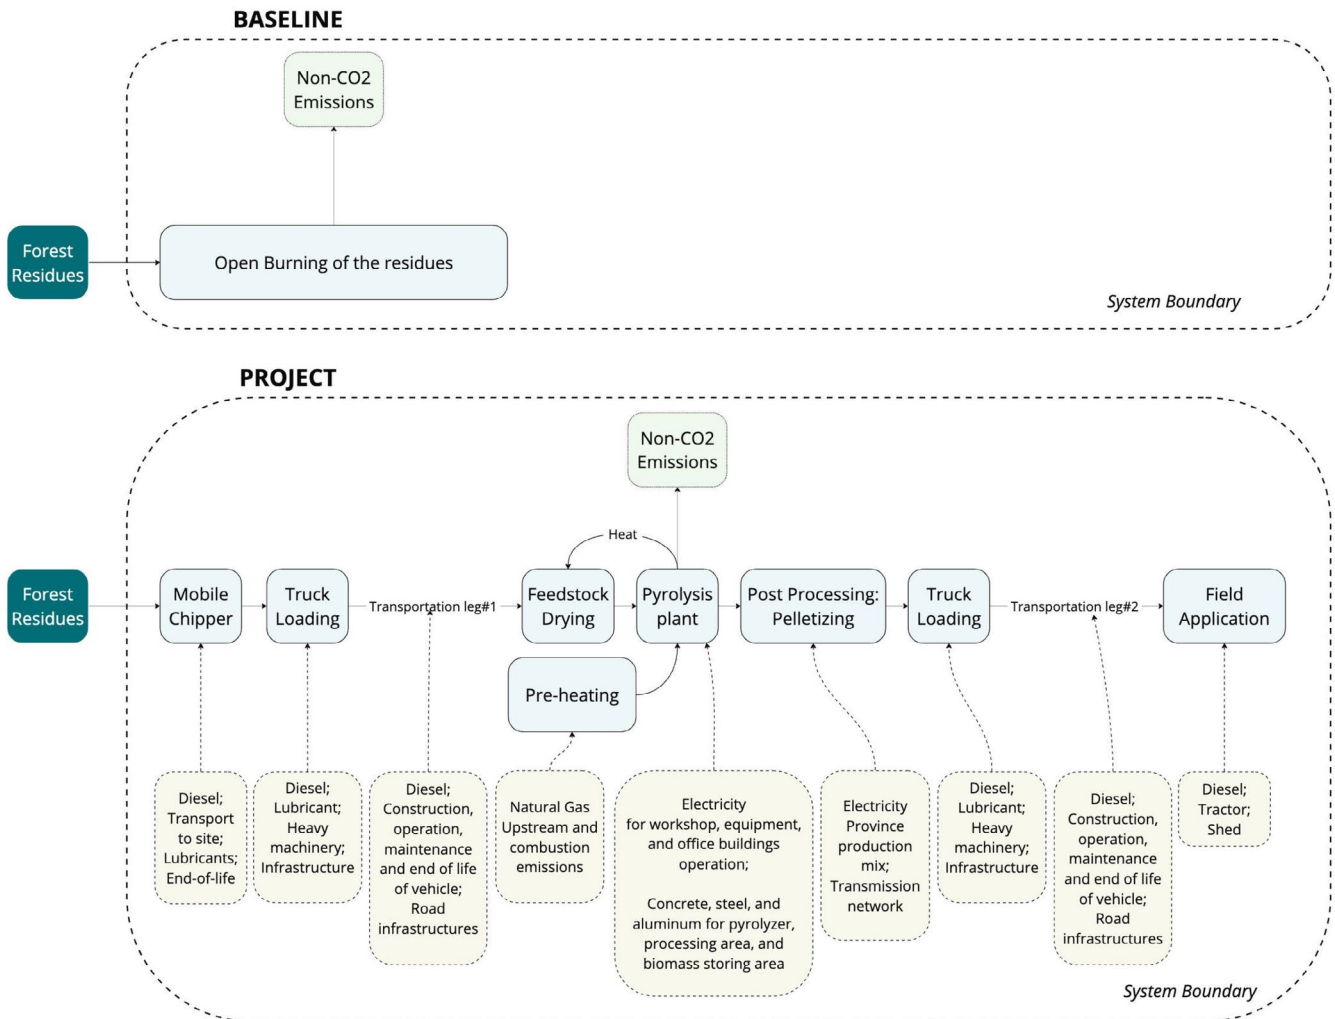 BASELINE
Non-CO2
Emissions
Forest
Residues
Open Burning of the residues
System Boundary
PROJECT
Non-CO2
Emissions
Heat
Forest
Residues
Mobile
Chipper
Truck
Loading
Transportation leg#1
Feedstock
Drying
Pyrolysis
plant
Post Processing:
Pelletizing
Truck
Loading
Transportation leg#2
Field
Application
Pre-heating
Diesel;
Transport
to site;
Lubricants;
End-of-life
Diesel;
Lubricant;
Heavy
machinery;
Infrastructure
Diesel;
Construction,
operation,
maintenance
and end of life
of vehicle;
Road
infrastructures
Natural Gas
Upstream and
combustion
emissions
Electricity
for workshop, equipment,
and office buildings
operation;
Concrete, steel, and
aluminum for pyrolyzer,
processing area, and
biomass storing area
Electricity
Province
production
mix;
Transmission
network
Diesel;
Lubricant;
Heavy
machinery;
Infrastructure
Diesel;
Construction,
operation,
maintenance
and end of life
of vehicle;
Road
infrastructures
Diesel;
Tractor;
Shed
System Boundary